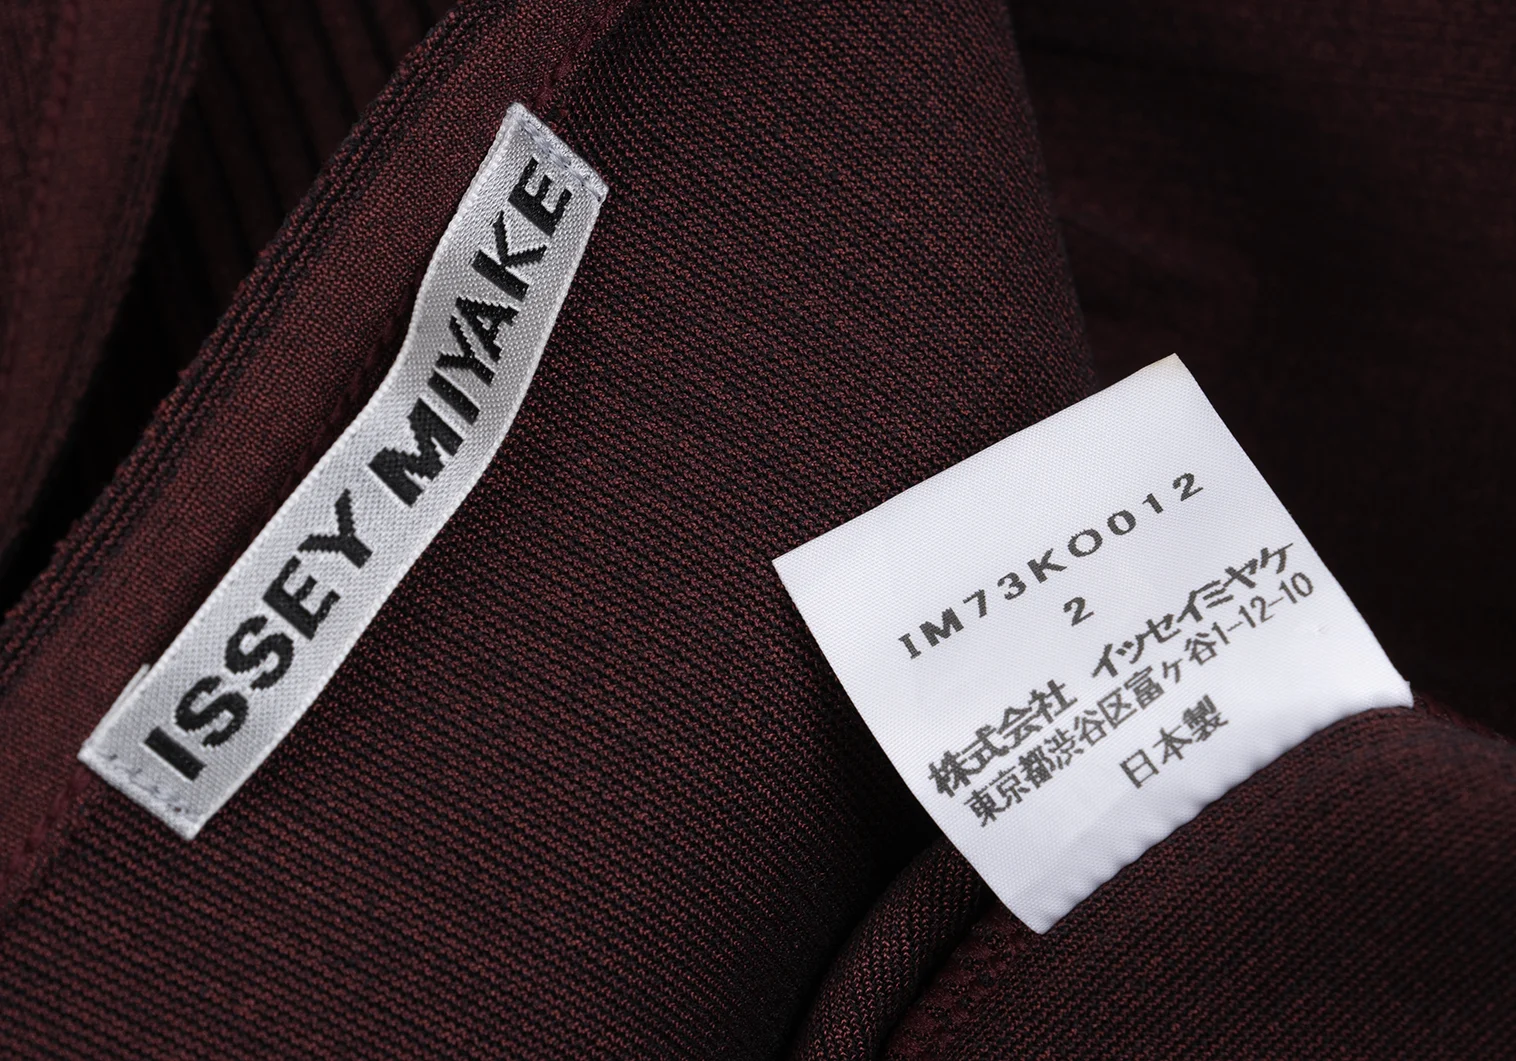 ISSEY MIYAKE
IM73KO012
2
株式会社 イッセイミヤケ
東京都渋谷区富ヶ谷1-12-10
日本製